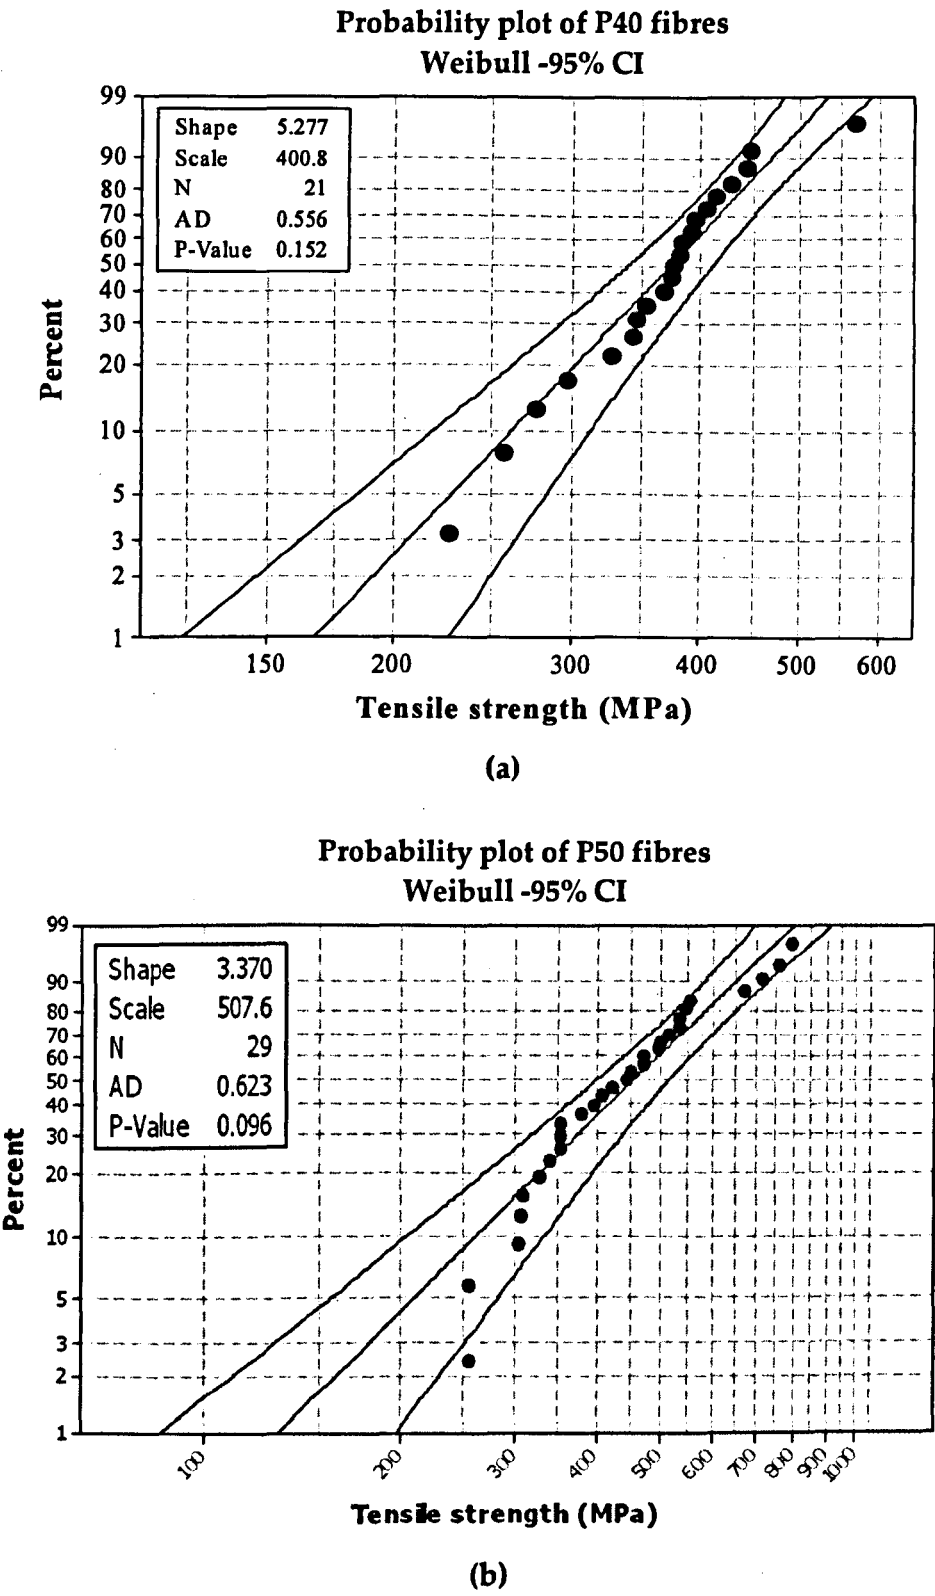 Probability plot of P40 fibres
Weibull -95% CI
99
90
80
70
60
50
40
30
20
10
5
3
2
1
Percent
Shape 5.277
Scale 400.8
N 21
AD 0.556
P-Value 0.152
150 200 300 400 500 600
Tensile strength (MPa)
(a)
Probability plot of P50 fibres
Weibull -95% CI
99
90
80
70
60
50
40
30
20
10
5
3
2
1
Percent
Shape 3.370
Scale 507.6
N 29
AD 0.623
P-Value 0.096
100 200 300 400 500 600 700 800 900 1000
Tensile strength (MPa)
(b)